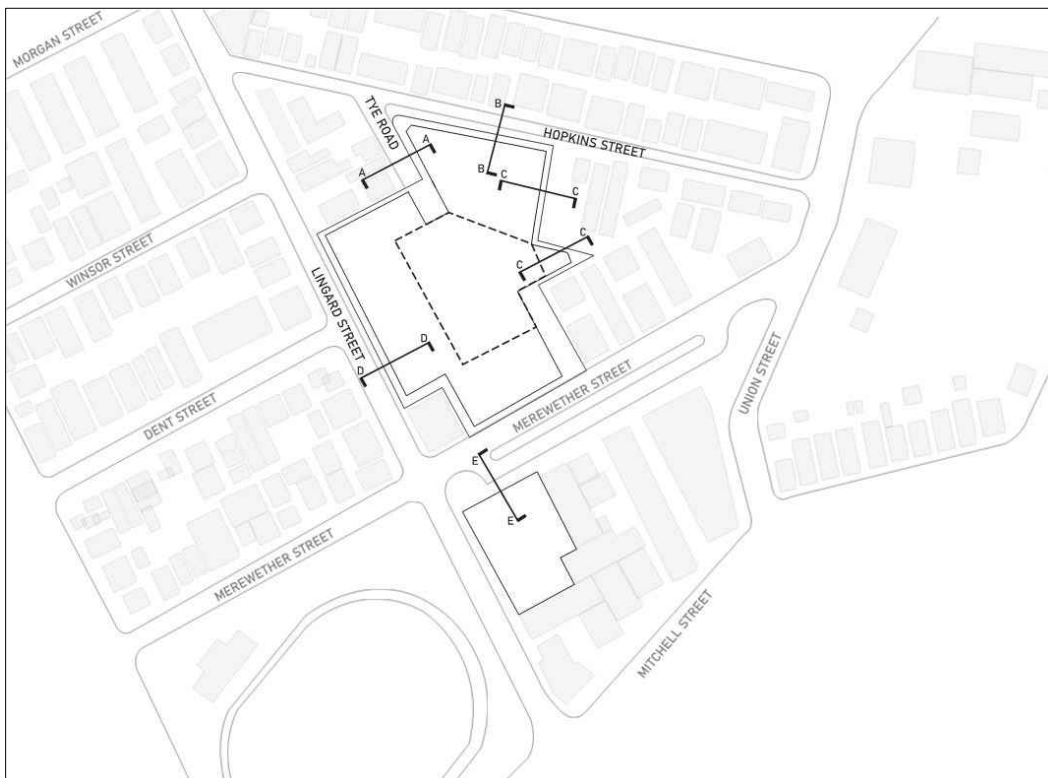 MORGAN STREET
TYE ROAD
B
HOPKINS STREET
A
A
B
C
C
WINSOR STREET
C
C
LINGARD STREET
D
D
DENT STREET
MEREWETHER STREET
UNION STREET
E
E
MEREWETHER STREET
MITCHELL STREET